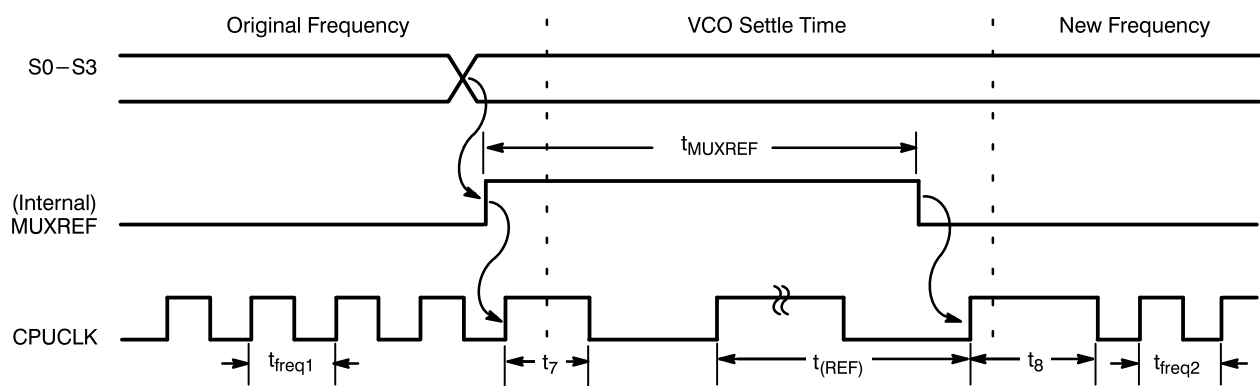 Original Frequency
VCO Settle Time
New Frequency
S0–S3
tMUXREF
(Internal)
MUXREF
CPUCLK
tfreq1
t7
t(REF)
t8
tfreq2